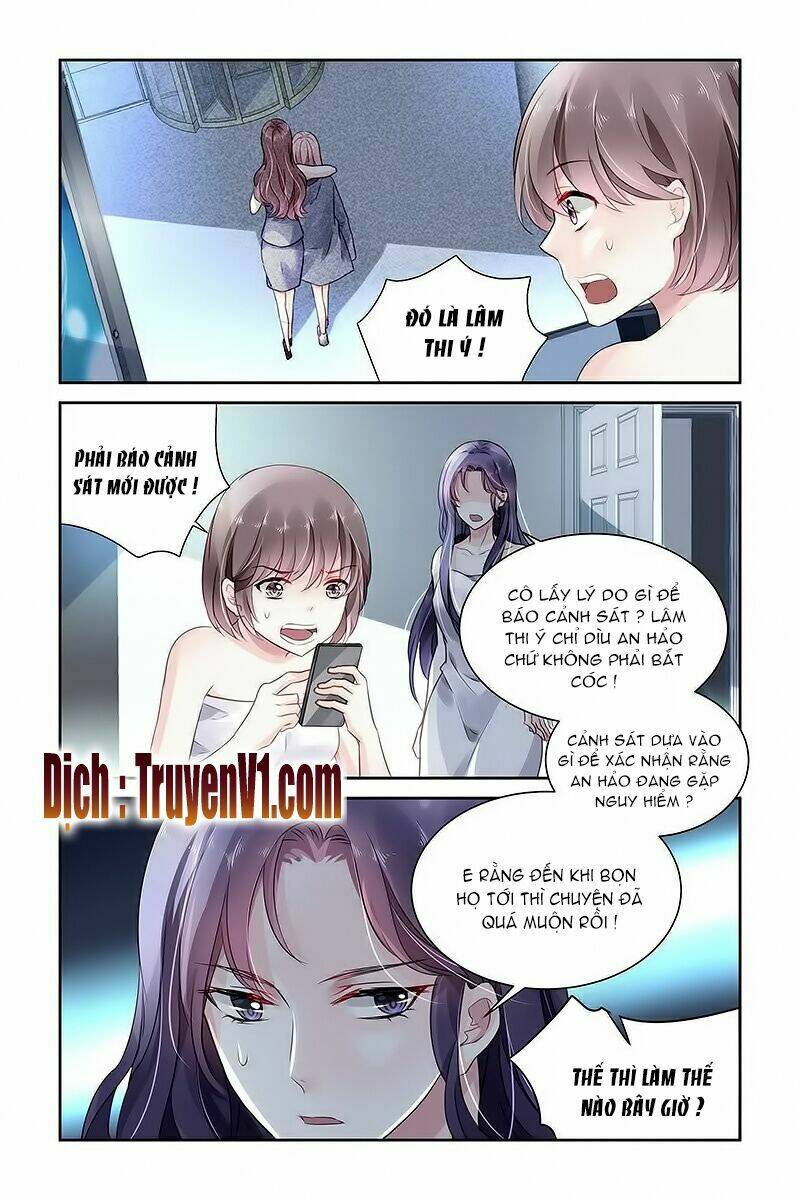 ĐÓ LÀ LÂM
THI Ý !
PHẢI BÁO CẢNH
SÁT MỚI ĐƯỢC !
CÔ LẤY LÝ DO GÌ ĐỂ
BÁO CẢNH SÁT ? LÂM
THI Ý CHỈ DÌU AN HẢO
CHỨ KHÔNG PHẢI BẮT
CÓC !
CẢNH SÁT DỰA VÀO
GÌ ĐỂ XÁC NHẬN RẰNG
AN HẢO ĐANG GẶP
NGUY HIỂM ?
Dịch : TruyenV1.com
E RẰNG ĐẾN KHI BỌN
HỌ TỚI THÌ CHUYỆN ĐÃ
QUÁ MUỘN RỒI !
THẾ THÌ LÀM THẾ
NÀO BÂY GIỜ ?